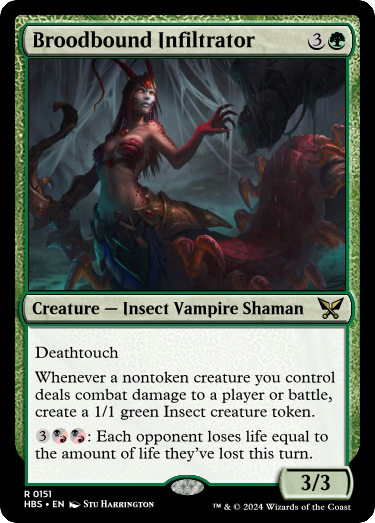 Broodbound Infiltrator 3
Creature — Insect Vampire Shaman
Deathtouch
Whenever a nontoken creature you control
deals combat damage to a player or battle,
create a 1/1 green Insect creature token.
3: Each opponent loses life equal to
the amount of life they've lost this turn.
3/3
R 0151
HBS • EN Stu Harrington
™ & © 2024 Wizards of the Coast